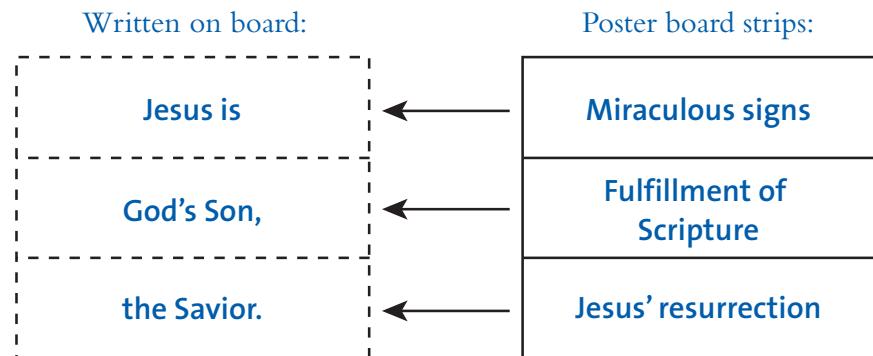 Written on board:
Poster board strips:
Jesus is
Miraculous signs
God’s Son,
Fulfillment of
Scripture
the Savior.
Jesus’ resurrection